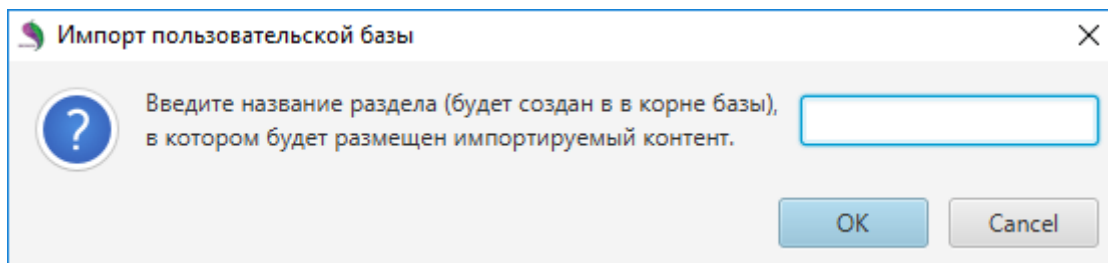 Импорт пользовательской базы
Введите название раздела (будет создан в в корне базы),
в котором будет размещен импортируемый контент.
OK
Cancel